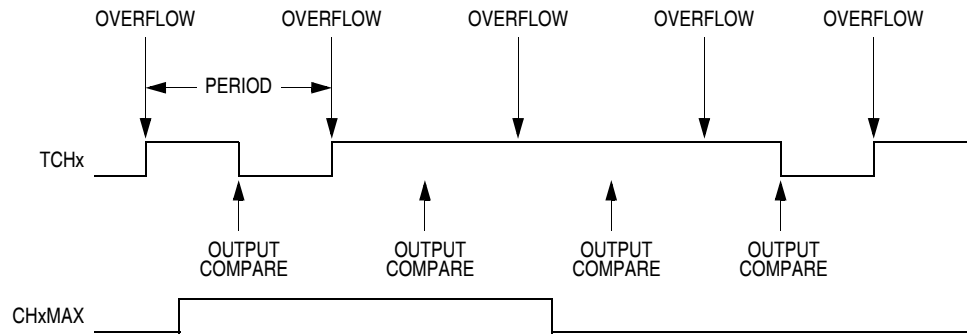 OVERFLOW OVERFLOW OVERFLOW OVERFLOW OVERFLOW
PERIOD
TCHx
OUTPUT COMPARE
OUTPUT COMPARE
OUTPUT COMPARE
OUTPUT COMPARE
CHxMAX